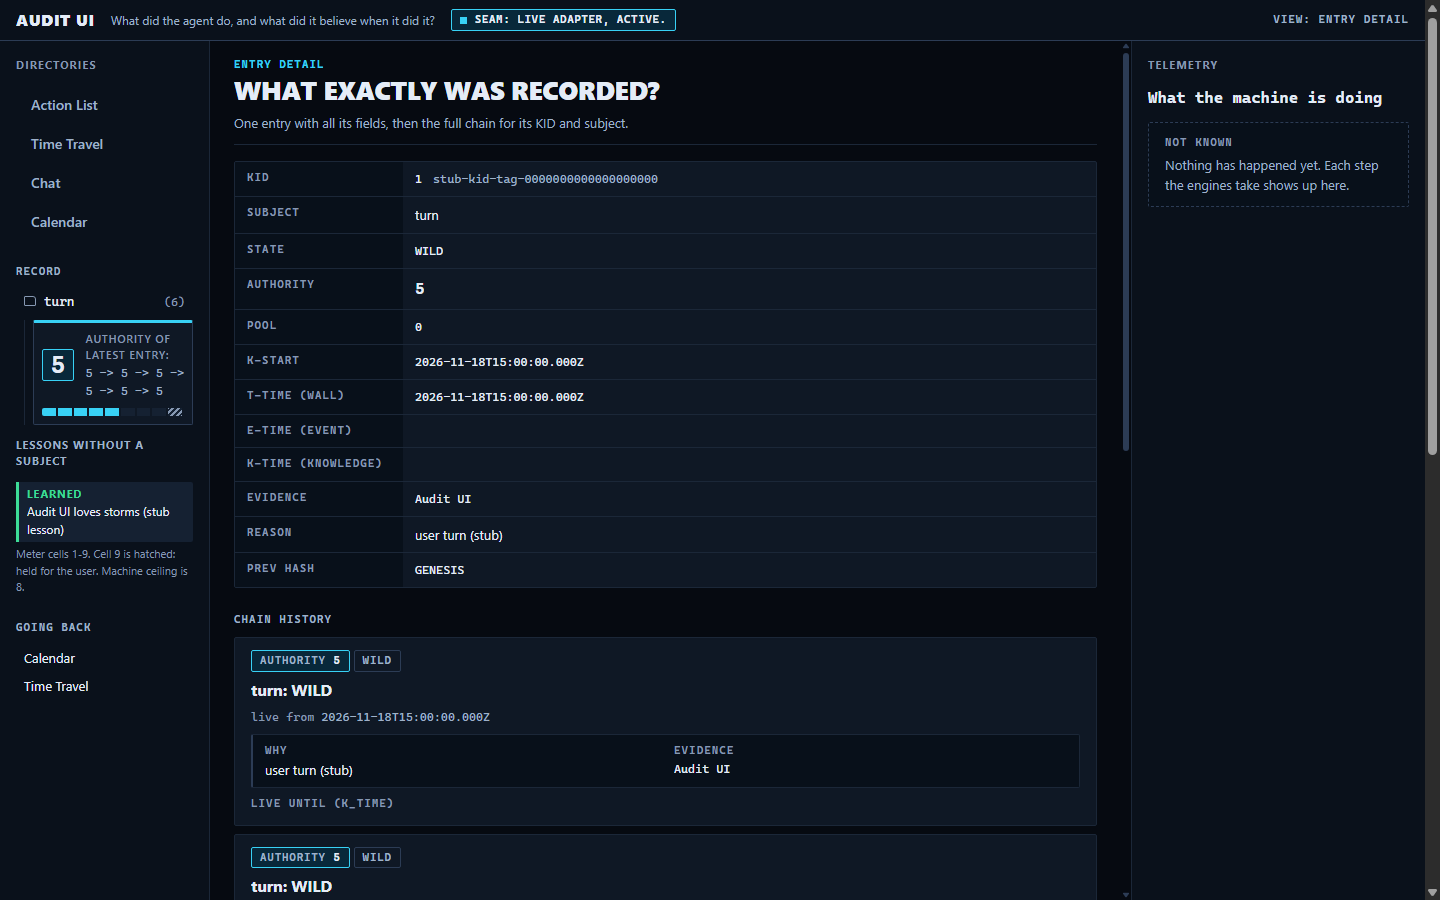 AUDIT UI
What did the agent do, and what did it believe when it did it?
SEAM: LIVE ADAPTER, ACTIVE.
VIEW: ENTRY DETAIL
DIRECTORIES
Action List
Time Travel
Chat
Calendar
RECORD
turn (6)
5
AUTHORITY OF
LATEST ENTRY:
5 -> 5 -> 5 ->
5 -> 5 -> 5
LESSONS WITHOUT A
SUBJECT
LEARNED
Audit UI loves storms (stub
lesson)
Meter cells 1-9. Cell 9 is hatched:
held for the user. Machine ceiling is
8.
GOING BACK
Calendar
Time Travel
ENTRY DETAIL
WHAT EXACTLY WAS RECORDED?
One entry with all its fields, then the full chain for its KID and subject.
KID 1 stub-kid-tag-0000000000000000000
SUBJECT turn
STATE WILD
AUTHORITY 5
POOL 0
K-START 2026-11-18T15:00:00.000Z
T-TIME (WALL) 2026-11-18T15:00:00.000Z
E-TIME (EVENT)
K-TIME (KNOWLEDGE)
EVIDENCE Audit UI
REASON user turn (stub)
PREV HASH GENESIS
CHAIN HISTORY
AUTHORITY 5 WILD
turn: WILD
live from 2026-11-18T15:00:00.000Z
WHY EVIDENCE
user turn (stub) Audit UI
LIVE UNTIL (K_TIME)
AUTHORITY 5 WILD
turn: WILD
TELEMETRY
What the machine is doing
NOT KNOWN
Nothing has happened yet. Each step
the engines take shows up here.